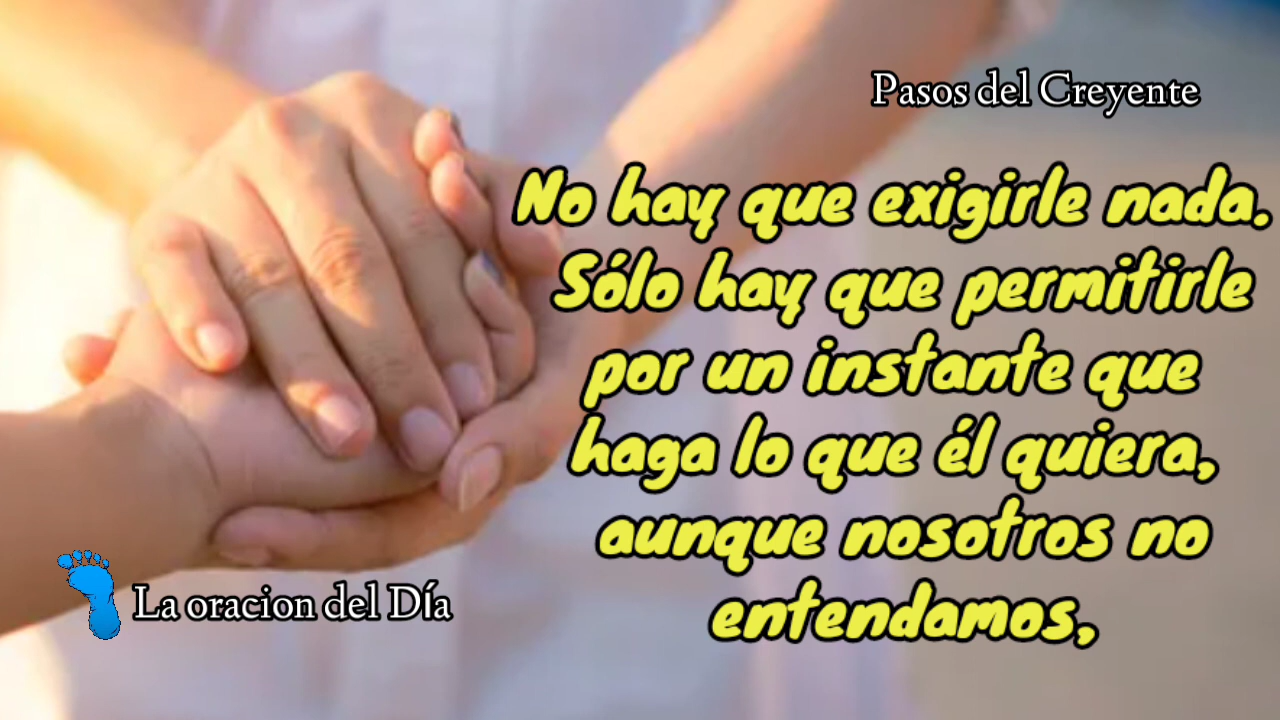 Pasos del Creyente
No hay que exigirle nada.
Sólo hay que permitirle
por un instante que
haga lo que él quiera,
aunque nosotros no
entendamos,
La oracion del Día